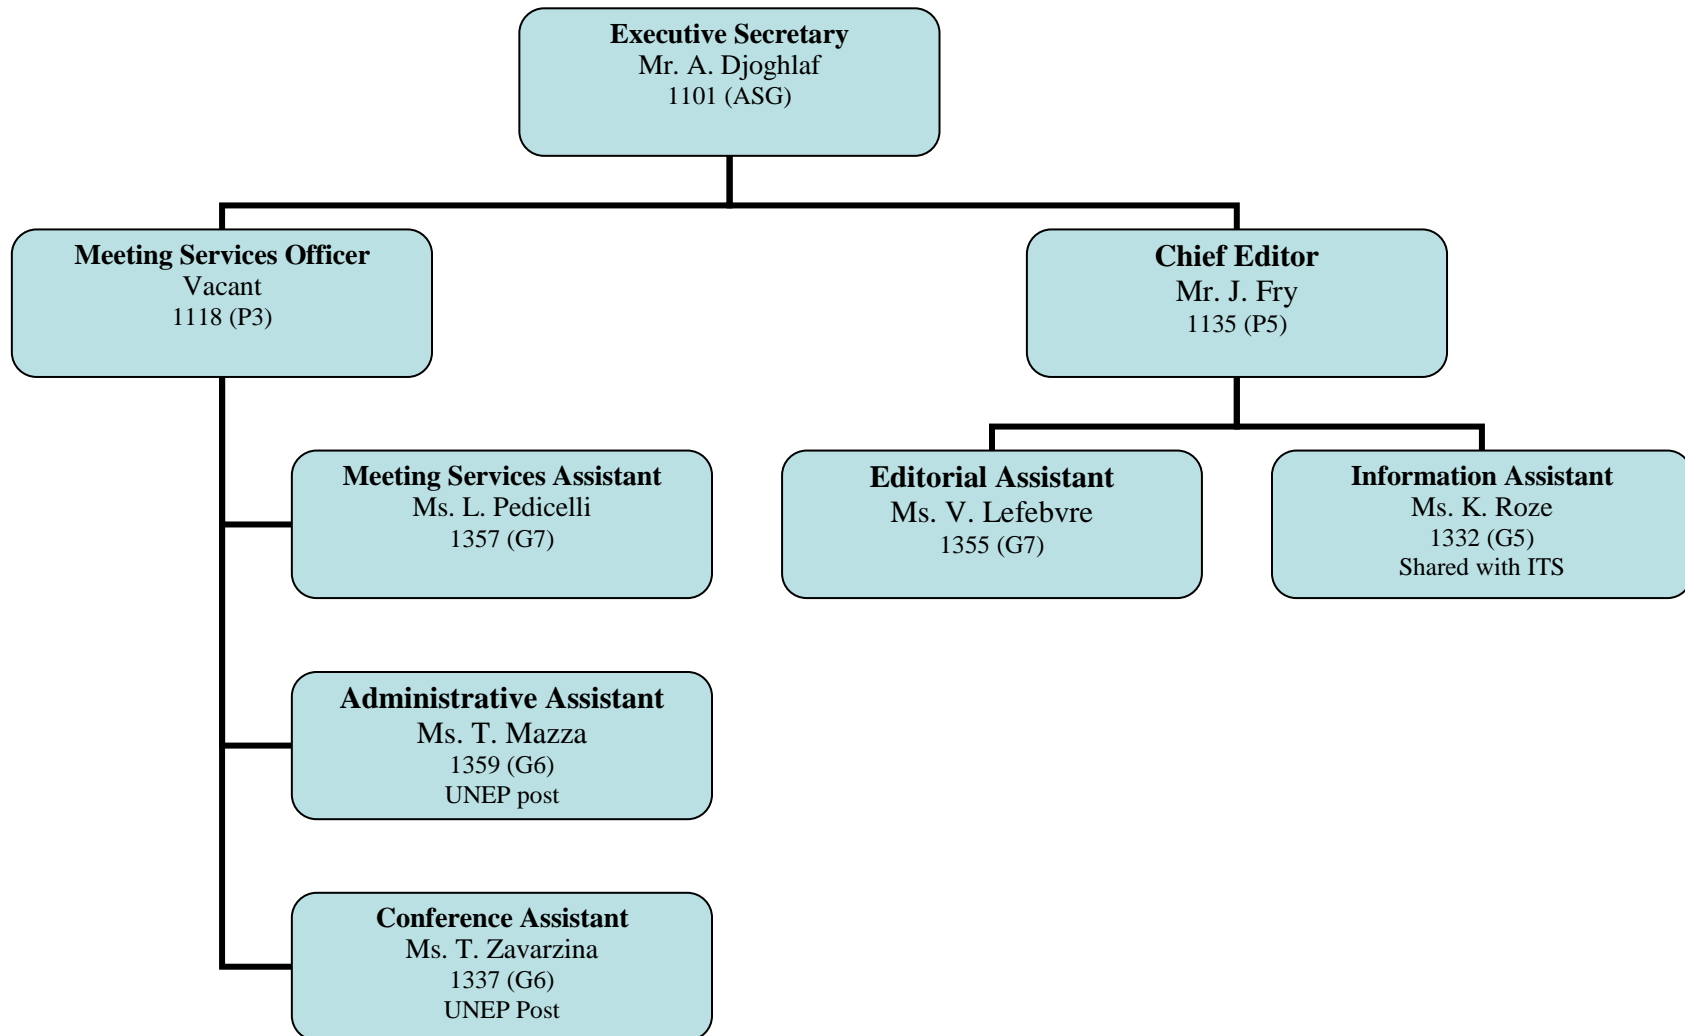 Executive Secretary
Mr. A. Djoghlaf
1101 (ASG)
Meeting Services Officer
Vacant
1118 (P3)
Chief Editor
Mr. J. Fry
1135 (P5)
Meeting Services Assistant
Ms. L. Pedicelli
1357 (G7)
Editorial Assistant
Ms. V. Lefebvre
1355 (G7)
Information Assistant
Ms. K. Roze
1332 (G5)
Shared with ITS
Administrative Assistant
Ms. T. Mazza
1359 (G6)
UNEP post
Conference Assistant
Ms. T. Zavarzina
1337 (G6)
UNEP Post